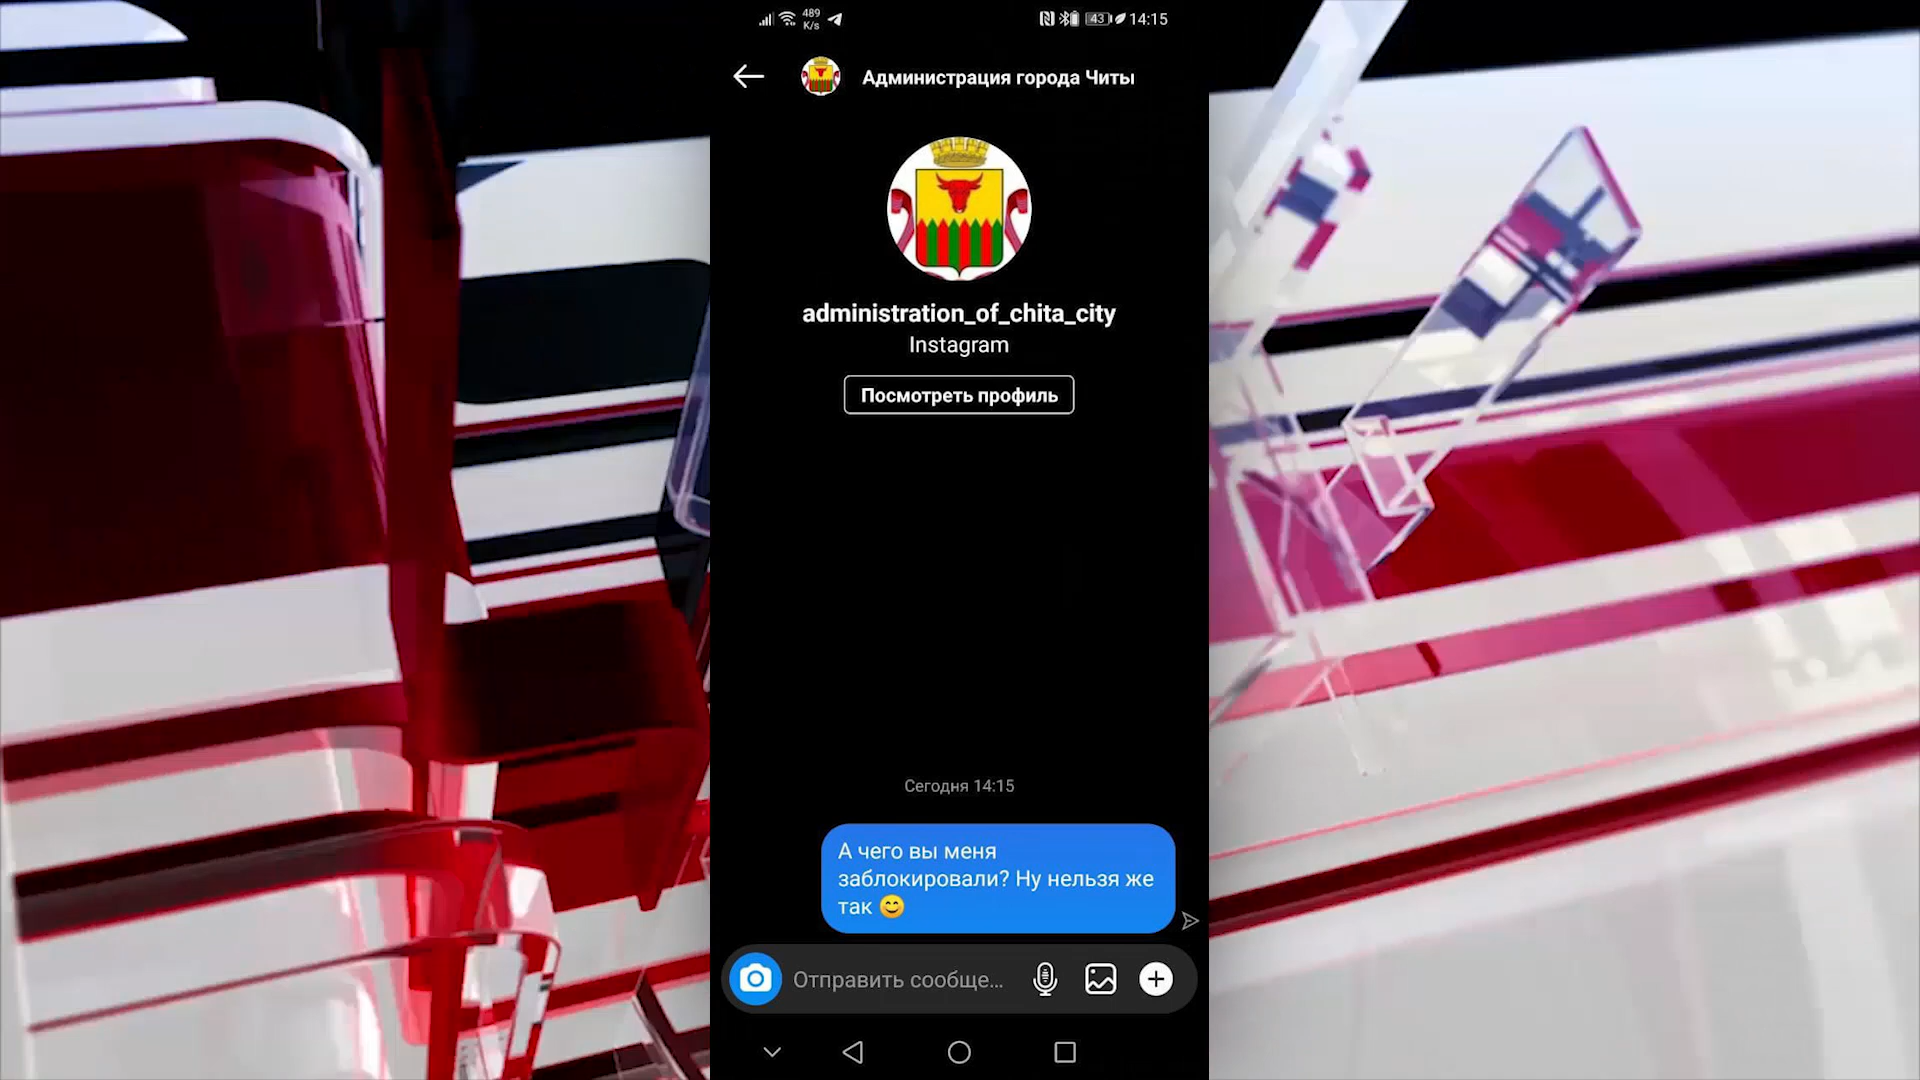 489
K/s
43
14:15
Администрация города Читы
administration_of_chita_city
Instagram
Посмотреть профиль
Сегодня 14:15
А чего вы меня
заблокировали? Ну нельзя же
так 😊
Отправить сообще...